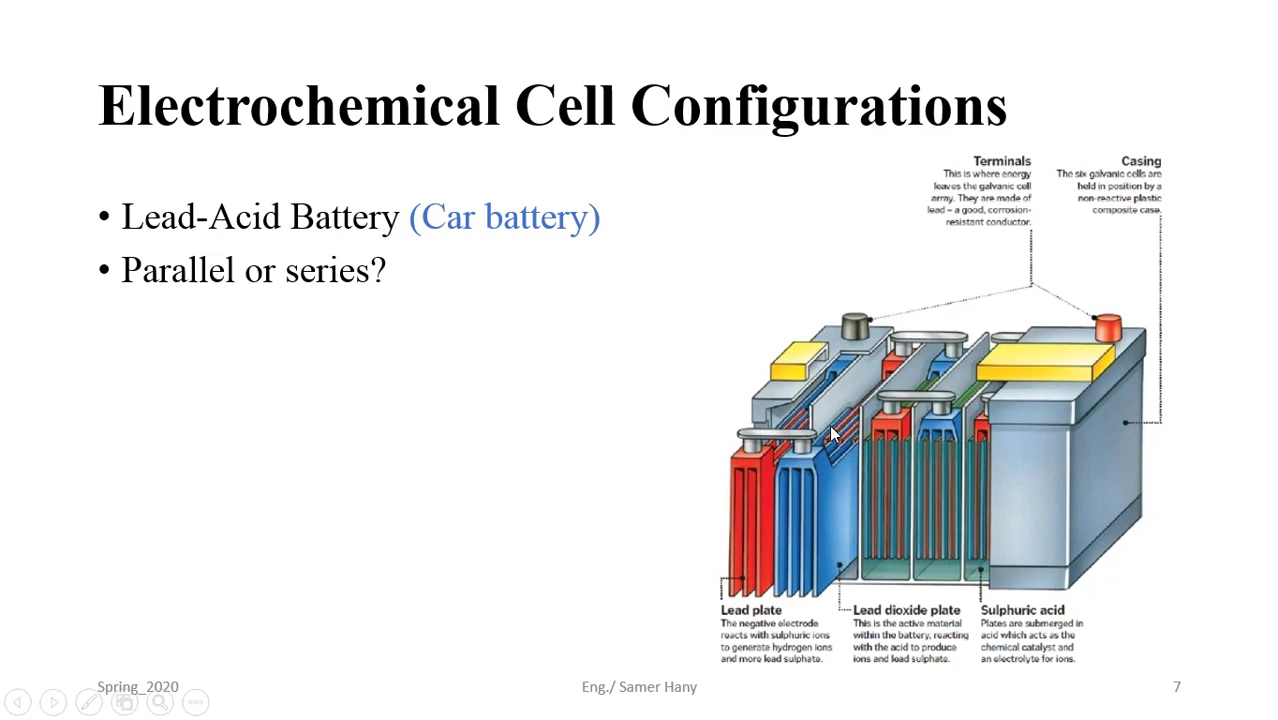 Electrochemical Cell Configurations
• Lead-Acid Battery (Car battery)
• Parallel or series?
Terminals
This is where energy
leaves the galvanic cell
array. They are made of
lead – a good, corrosion-
resistant conductor.
Casing
The six galvanic cells are
held in position by a
non-reactive plastic
composite case.
Lead plate
The negative electrode
reacts with sulphuric ions
to generate hydrogen ions
and more lead sulphate.
Lead dioxide plate
This is the active material
within the battery, reacting
with the acid to produce
ions and lead sulphate.
Sulphuric acid
Plates are submerged in
acid which acts as the
chemical catalyst and
an electrolyte for ions.
Spring_2020
Eng./ Samer Hany
7